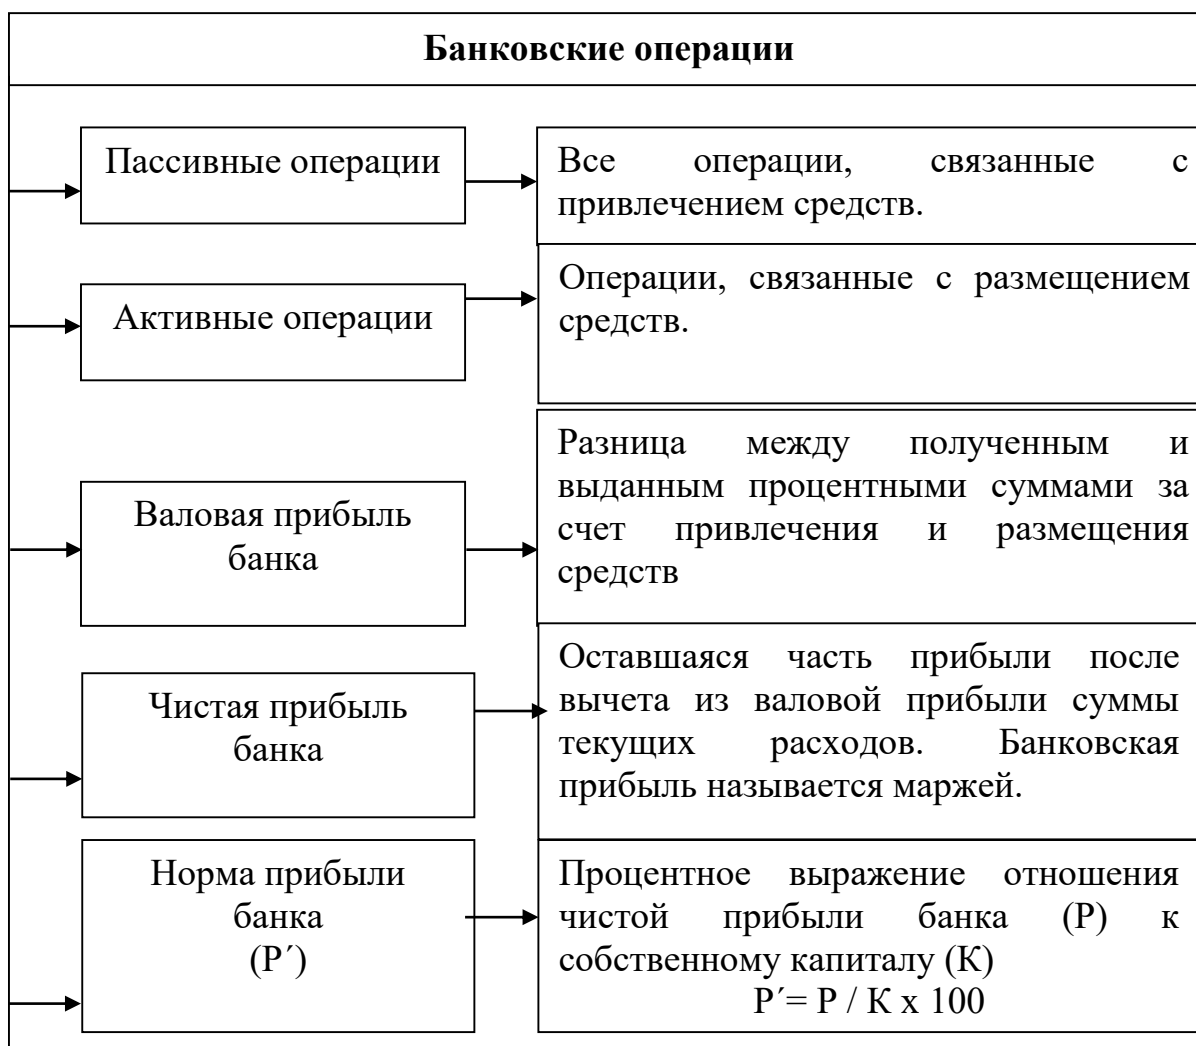 Банковские операции
Пассивные операции
Все операции, связанные с
привлечением средств.
Активные операции
Операции, связанные с размещением
средств.
Валовая прибыль
банка
Разница между полученным и
выданным процентными суммами за
счет привлечения и размещения
средств
Чистая прибыль
банка
Оставшаяся часть прибыли после
вычета из валовой прибыли суммы
текущих расходов. Банковская
прибыль называется маржей.
Норма прибыли
банка
(Р´)
Процентное выражение отношения
чистой прибыли банка (Р) к
собственному капиталу (К)
Р´= Р / К х 100